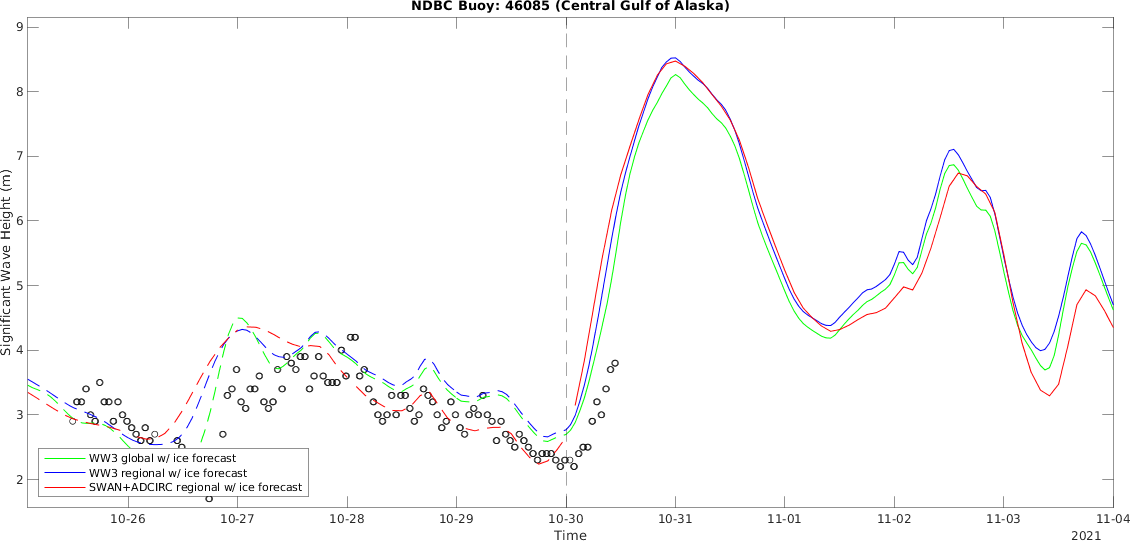 NDBC Buoy: 46085 (Central Gulf of Alaska)
9
8
7
6
5
4
3
2
Significant Wave Height (m)
WW3 global w/ ice forecast
WW3 regional w/ ice forecast
SWAN+ADCIRC regional w/ ice forecast
10-26 10-27 10-28 10-29 10-30 10-31 11-01 11-02 11-03 11-04
Time
2021